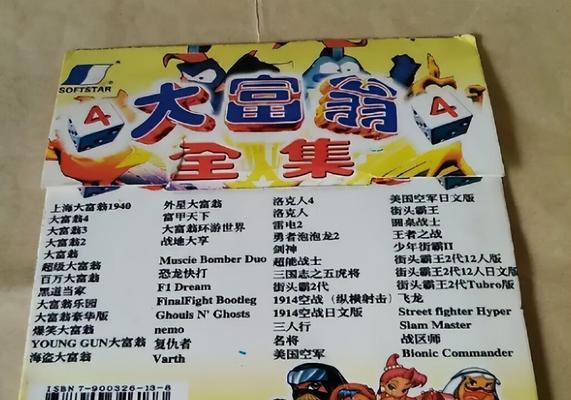 SOFTSTAR
4 大富翁 4
全集
上海大富翁1940
大富翁4
大富翁3
大富翁2
大富翁
超级大富翁
百万大富翁
黑道当家
大富翁乐园
大富翁豪华版
爆笑大富翁
YOUNG GUN大富翁
海盗大富翁
外星大富翁
富甲天下
大富翁环游世界
战地大亨
Muscie Bomber Duo
恐龙快打
F1 Dream
FinalFight Bootleg
Ghouls N' Ghosts
nemo
复仇者
Varth
洛克人4
洛克人
雷电2
勇者泡泡龙2
剑神
超能战士
三国志之五虎将
街头霸2代
1914空战（纵横射击）
1914空战日文版
三人行
名将
美国空军
美国空军日文版
街头霸王
圆桌战士
王者之战
少年街霸II
街头霸王2代12人版
街头霸王2代12人日文版
街头霸王2代Tubro版
飞龙
Street fighter Hyper
Slam Master
战区师
Bionic Commander
ISBN 7-900326-13-8